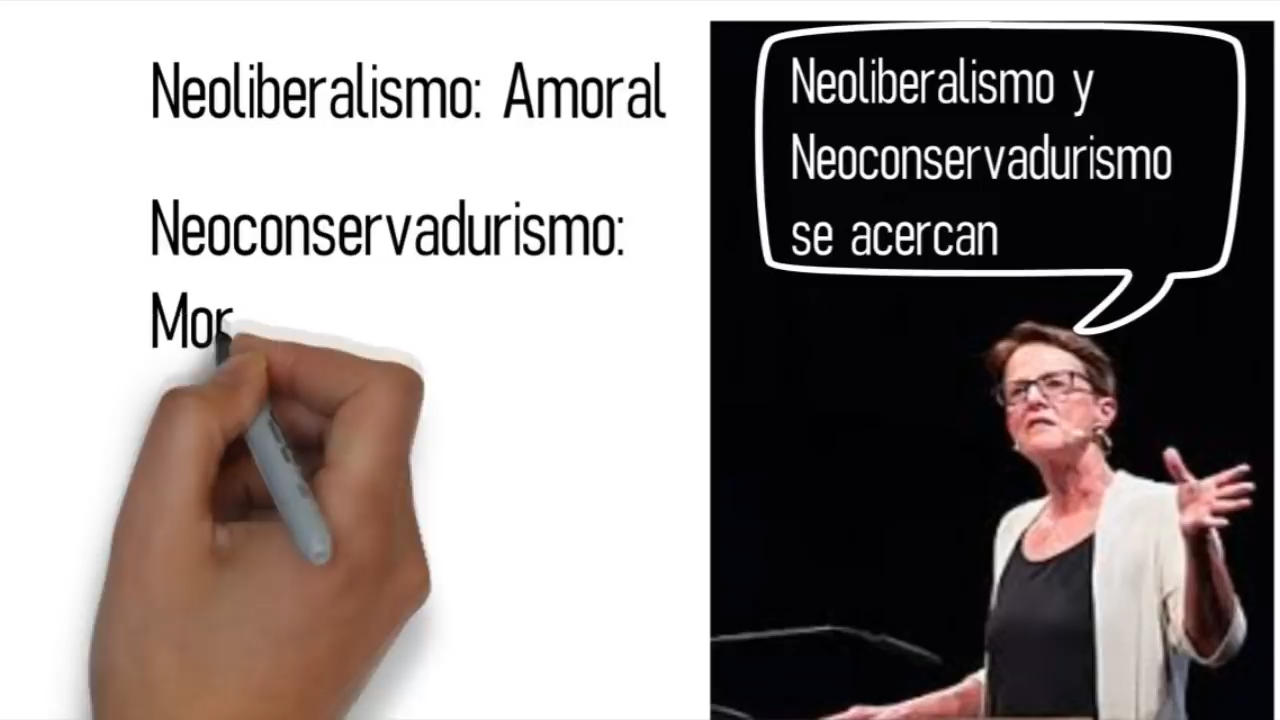 Neoliberalismo: Amoral
Neoconservadurismo:
Mor
Neoliberalismo y
Neoconservadurismo
se acercan